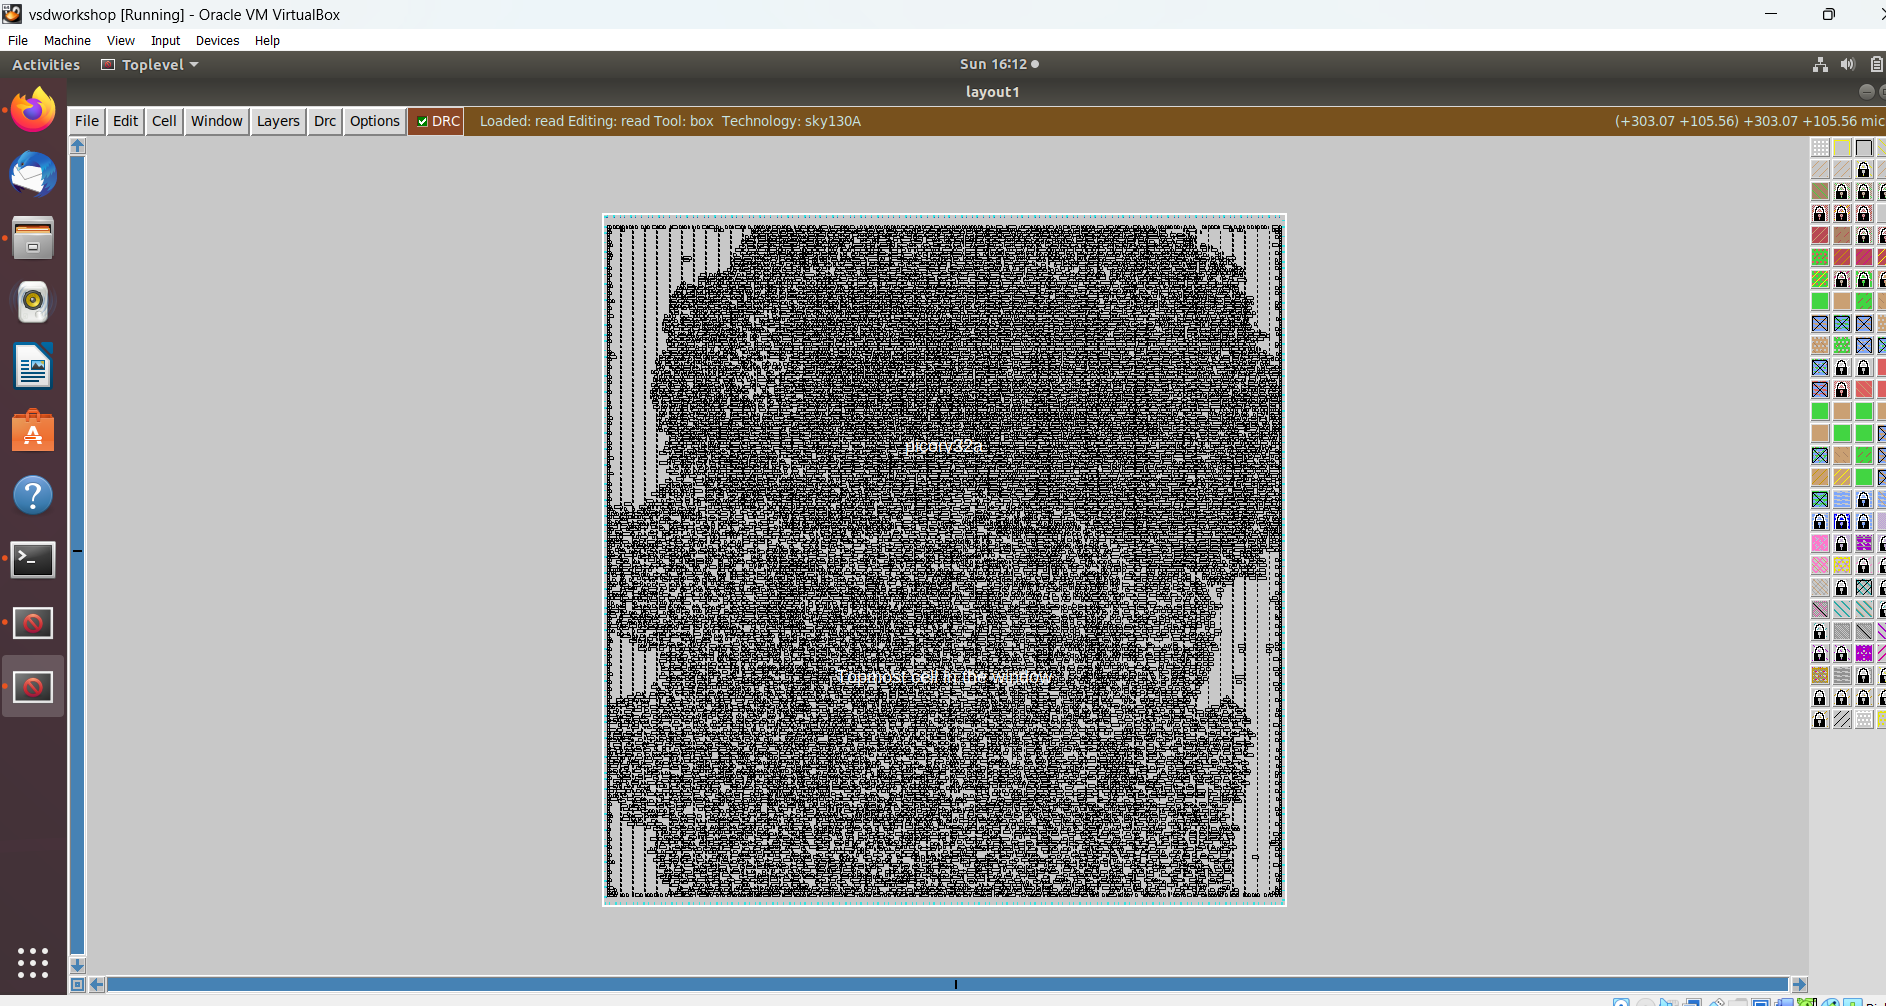 vsdworkshop [Running] - Oracle VM VirtualBox
File Machine View Input Devices Help
Activities Toplevel Sun 16:12
layout1
File Edit Cell Window Layers Drc Options DRC Loaded: read Editing: read Tool: box Technology: sky130A (+303.07 +105.56) +303.07 +105.56 mic
picorv32a
Topmost cell in the window